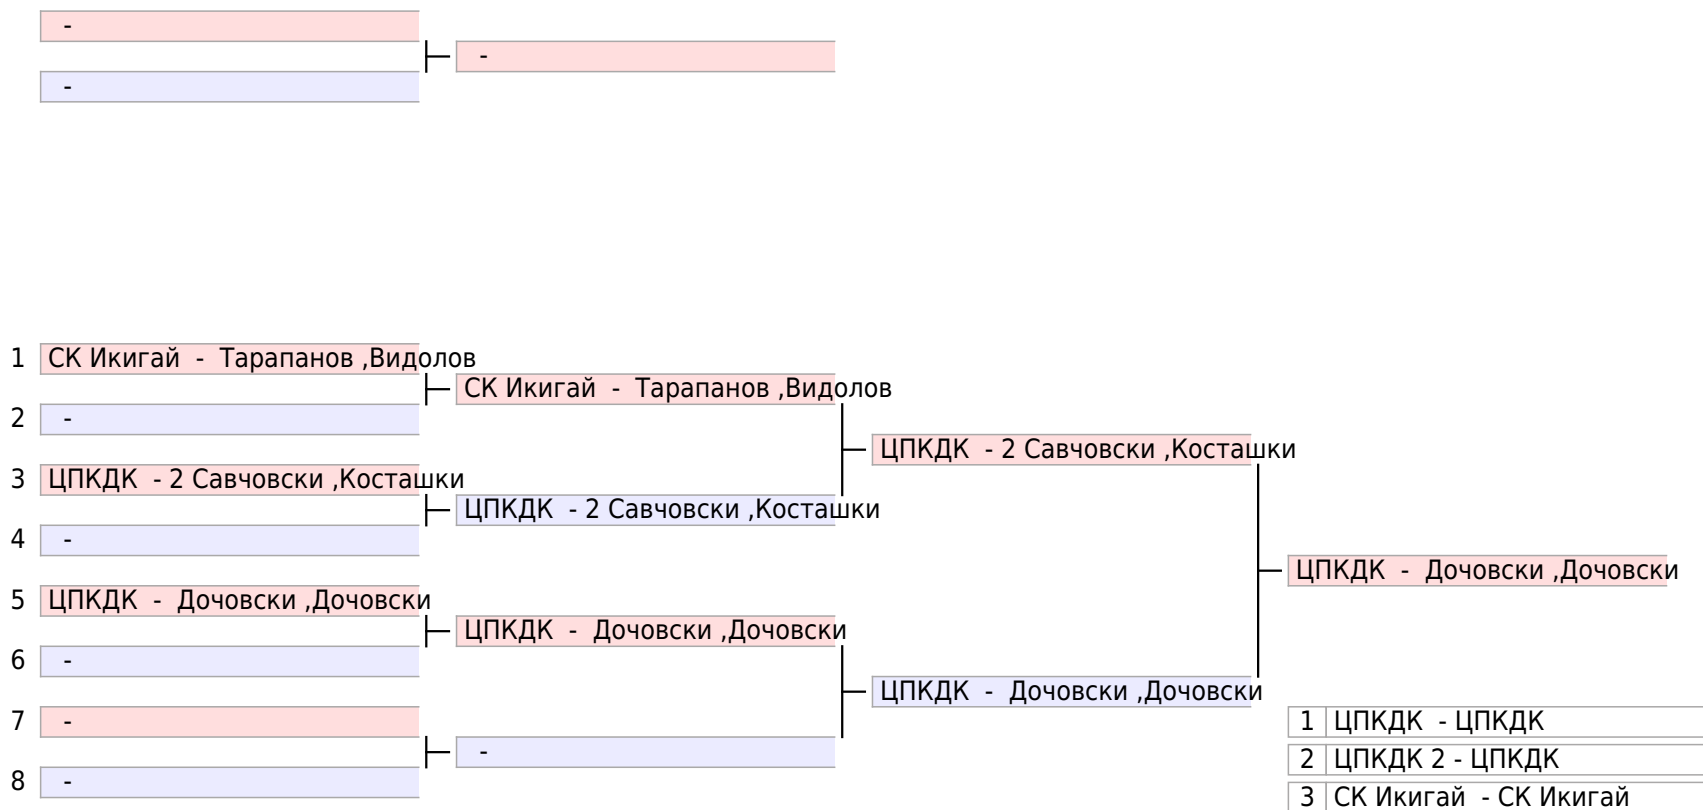 -
-
-
1 СК Икигай - Тарапанов ,Видолов
СК Икигай - Тарапанов ,Видолов
2 -
ЦПКДК - 2 Савчовски ,Косташки
3 ЦПКДК - 2 Савчовски ,Косташки
ЦПКДК - 2 Савчовски ,Косташки
4 -
ЦПКДК - Дочовски ,Дочовски
5 ЦПКДК - Дочовски ,Дочовски
ЦПКДК - Дочовски ,Дочовски
6 -
ЦПКДК - Дочовски ,Дочовски
7 -
1 ЦПКДК - ЦПКДК
-
2 ЦПКДК 2 - ЦПКДК
8 -
3 СК Икигай - СК Икигай